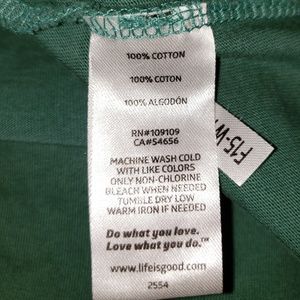 100% COTTON
100% COTON
100% ALGODÓN
RN#109109
CA#54656
MACHINE WASH COLD
WITH LIKE COLORS
ONLY NON-CHLORINE
BLEACH WHEN NEEDED
TUMBLE DRY LOW
WARM IRON IF NEEDED
Do what you love.
Love what you do.™
www.lifeisgood.com
2554
F15-W